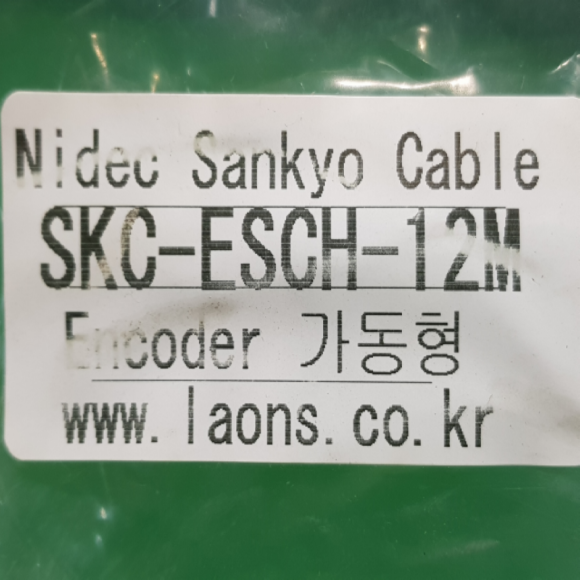 Nidec Sankyo Cable
SKC-ESCH-12M
Encoder 가동형
www.laons.co.kr